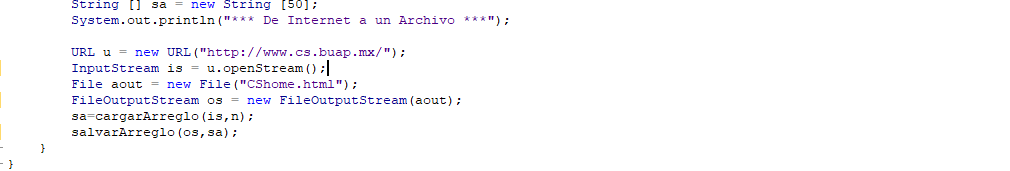 String [] sa = new String [50];
System.out.println("*** De Internet a un Archivo ***");
URL u = new URL("http://www.cs.buap.mx/");
InputStream is = u.openStream();
File aout = new File("CShome.html");
FileOutputStream os = new FileOutputStream(aout);
sa=cargarArreglo(is,n);
salvarArreglo(os,sa);
}
}